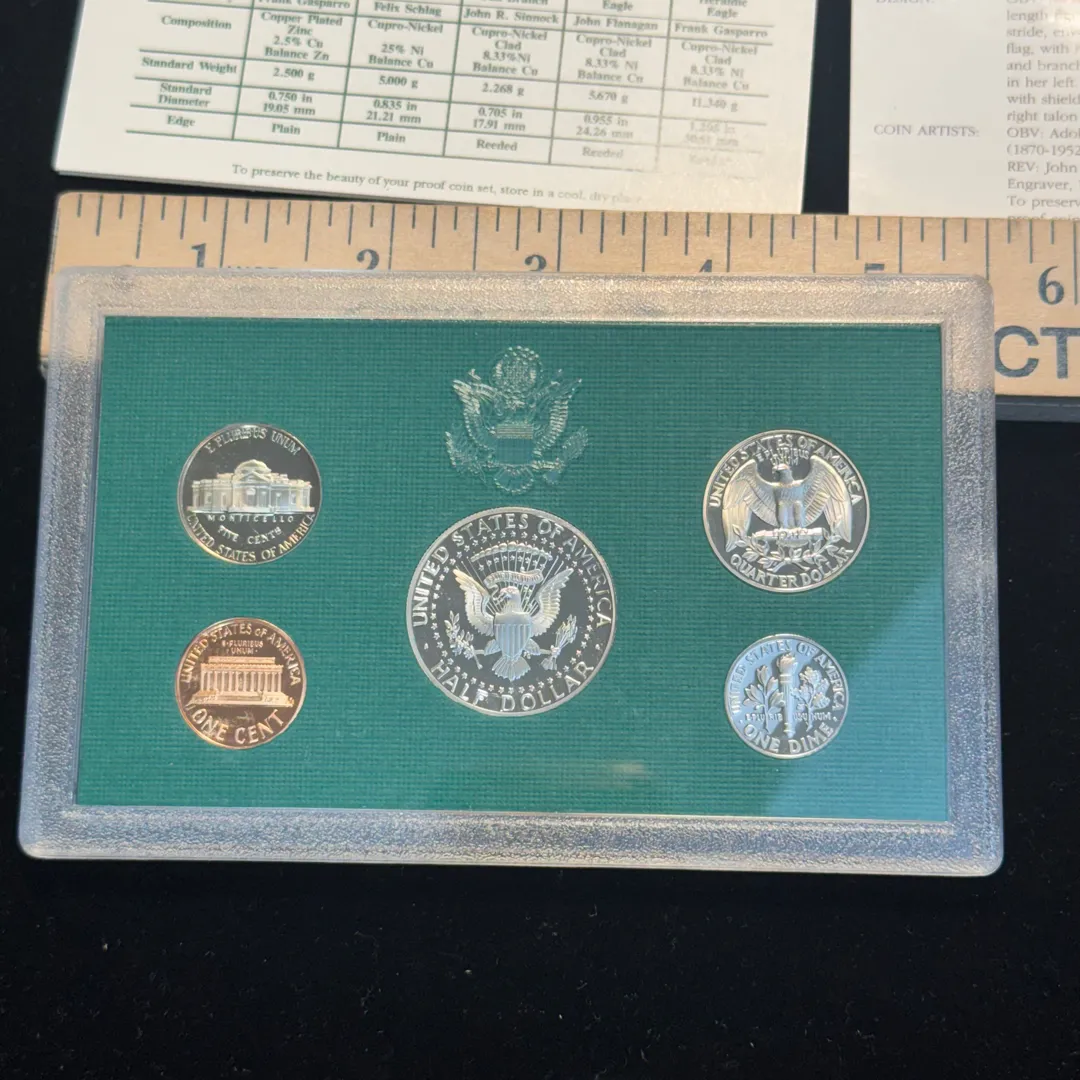 Frank Gasparro Felix Schlag John R. Sinnock John Flanagan Frank Gasparro
Eagle
Eagle
Composition
Copper Plated
Zinc
2.5% Cu
Balance Zn
Cupro-Nickel
25% Ni
Balance Cu
Cupro-Nickel
Clad
8.33%Ni
Balance Cu
Cupro-Nickel
Clad
8.33% Ni
Balance Cu
Cupro-Nickel
Clad
8.33% Ni
Balance Cu
Standard Weight 2.500 g 5.000 g 2.268 g 5.670 g 11.340 g
Standard
Diameter
0.750 in
19.05 mm
0.835 in
21.21 mm
0.705 in
17.91 mm
0.955 in
24.26 mm
Edge Plain Plain Reeded Reeded
To preserve the beauty of your proof coin set, store in a cool, dry place
DESIGN:
length
stride,
flag, with
and branch
in her left.
with shield
right talon
COIN ARTISTS:
OBV:
(1870-1952
REV: John
Engraver,
To preserv
1 2 3 4 5 6
CT
E PLURIBUS UNUM
MONTICELLO
FIVE CENTS
UNITED STATES OF AMERICA
UNITED STATES OF AMERICA
HALF DOLLAR
UNITED STATES OF AMERICA
E PLURIBUS
QUARTER DOLLAR
UNITED STATES OF AMERICA
E·PLURIBUS
UNUM·
ONE CENT
UNITED STATES OF AMERICA
ONE DIME